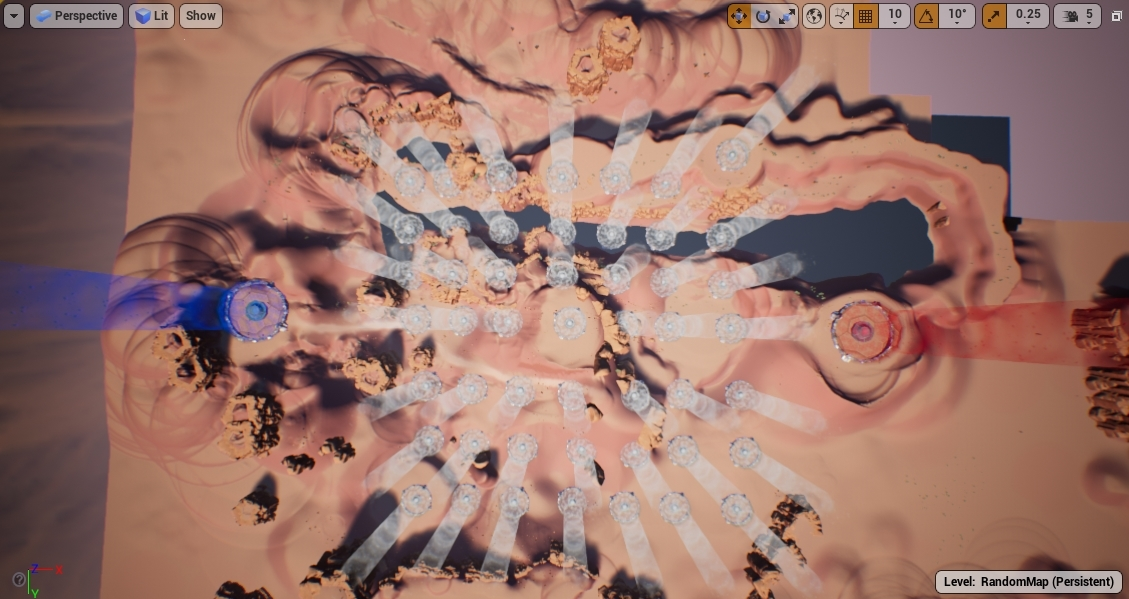 Perspective Lit Show 10 10° 0.25 5
Level: RandomMap (Persistent)
Z X
Y